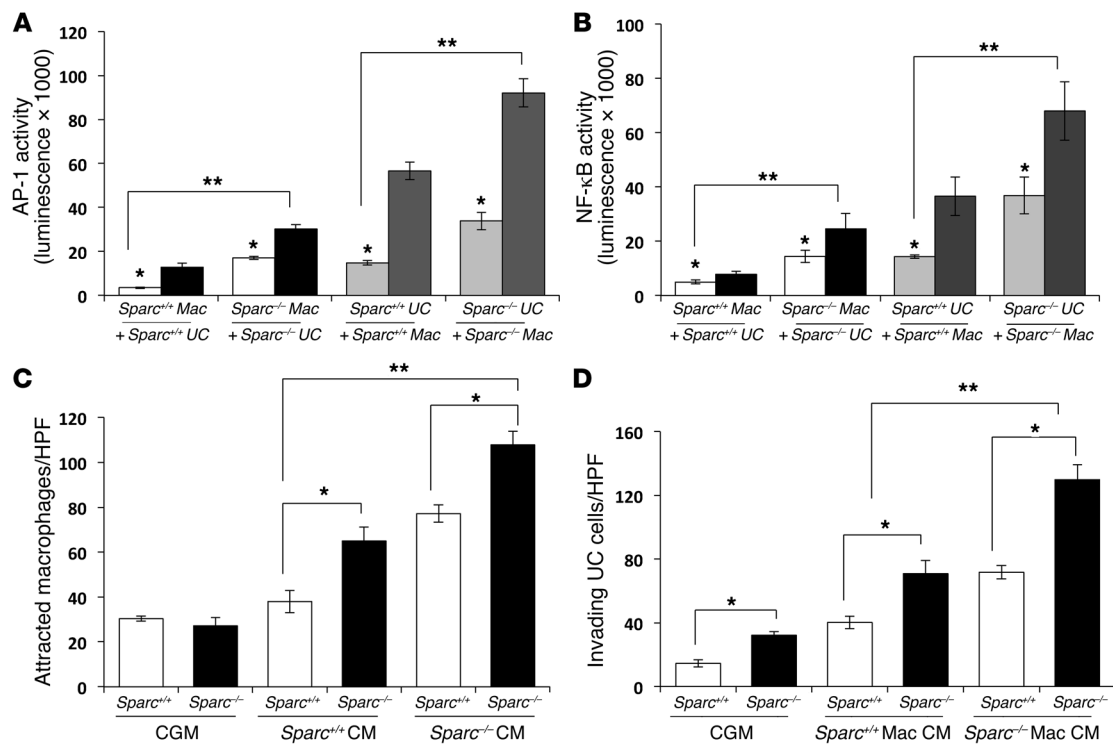 A
AP-1 activity
(luminescence × 1000)
120
100
80
60
40
20
0
**
**
*
*
*
*
Sparc+/+ Mac
+ Sparc+/+ UC
Sparc–/– Mac
+ Sparc–/– UC
Sparc+/+ UC
+ Sparc+/+ Mac
Sparc–/– UC
+ Sparc–/– Mac
B
NF-κB activity
(luminescence × 1000)
100
80
60
40
20
0
**
**
*
*
*
*
Sparc+/+ Mac
+ Sparc+/+ UC
Sparc–/– Mac
+ Sparc–/– UC
Sparc+/+ UC
+ Sparc+/+ Mac
Sparc–/– UC
+ Sparc–/– Mac
C
Attracted macrophages/HPF
120
100
80
60
40
20
0
**
*
*
Sparc+/+ Sparc–/– Sparc+/+ Sparc–/– Sparc+/+ Sparc–/–
CGM Sparc+/+ CM Sparc–/– CM
D
Invading UC cells/HPF
160
120
80
40
0
**
*
*
*
Sparc+/+ Sparc–/– Sparc+/+ Sparc–/– Sparc+/+ Sparc–/–
CGM Sparc+/+ Mac CM Sparc–/– Mac CM